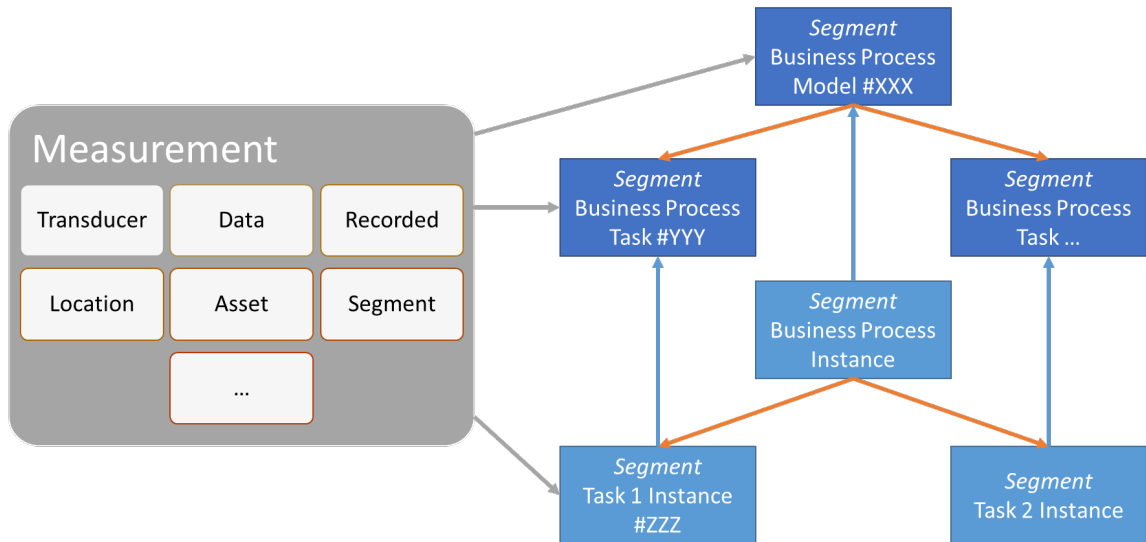 Segment
Business Process
Model #XXX
Measurement
Transducer
Data
Recorded
Location
Asset
Segment
...
Segment
Business Process
Task #YYY
Segment
Business Process
Task ...
Segment
Business Process
Instance
Segment
Task 1 Instance
#ZZZ
Segment
Task 2 Instance